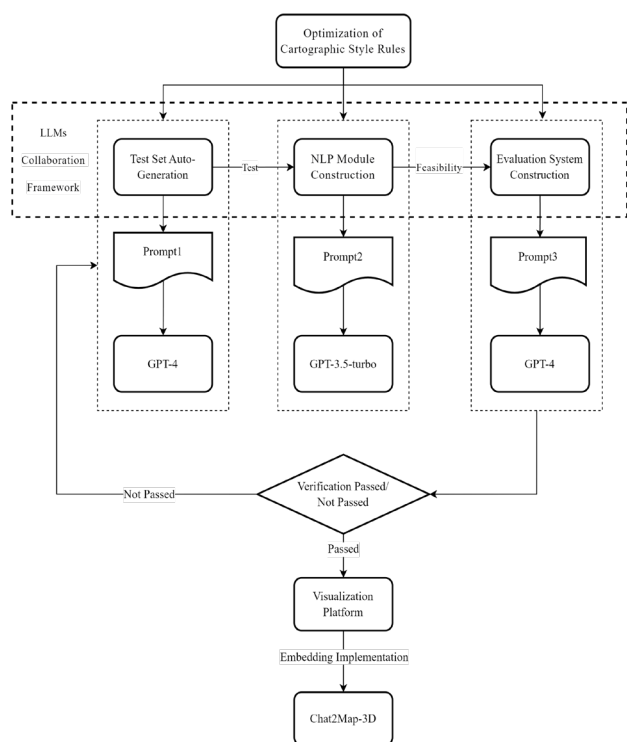 Optimization of
Cartographic Style Rules
LLMs
Collaboration
Framework
Test Set Auto-
Generation
Test
NLP Module
Construction
Feasibility
Evaluation System
Construction
Prompt1
Prompt2
Prompt3
GPT-4
GPT-3.5-turbo
GPT-4
Verification Passed/
Not Passed
Not Passed
Passed
Visualization
Platform
Embedding Implementation
Chat2Map-3D